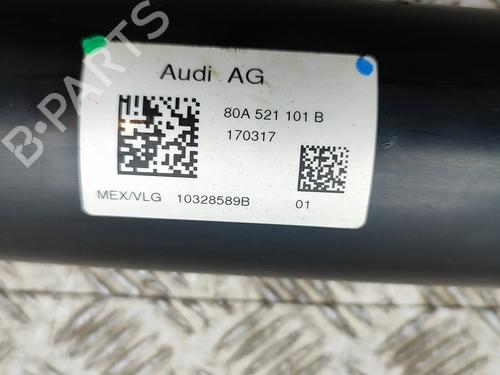 Audi AG
80A 521 101 B
170317
MEX/VLG 10328589B 01
B-PARTS